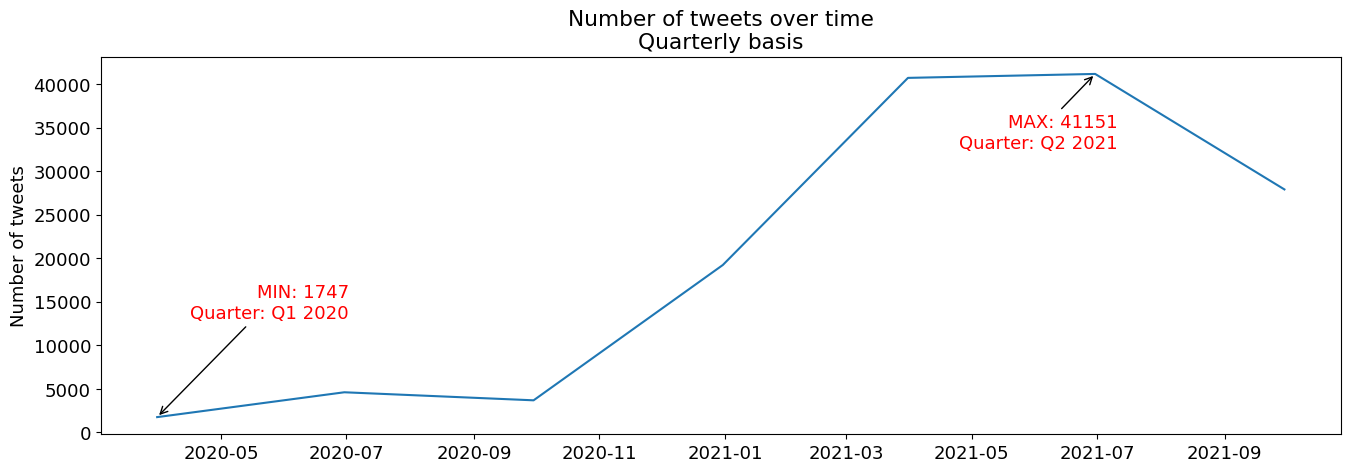 Number of tweets over time
Quarterly basis
Number of tweets
40000
35000
30000
25000
20000
15000
10000
5000
0
MAX: 41151
Quarter: Q2 2021
MIN: 1747
Quarter: Q1 2020
2020-05 2020-07 2020-09 2020-11 2021-01 2021-03 2021-05 2021-07 2021-09